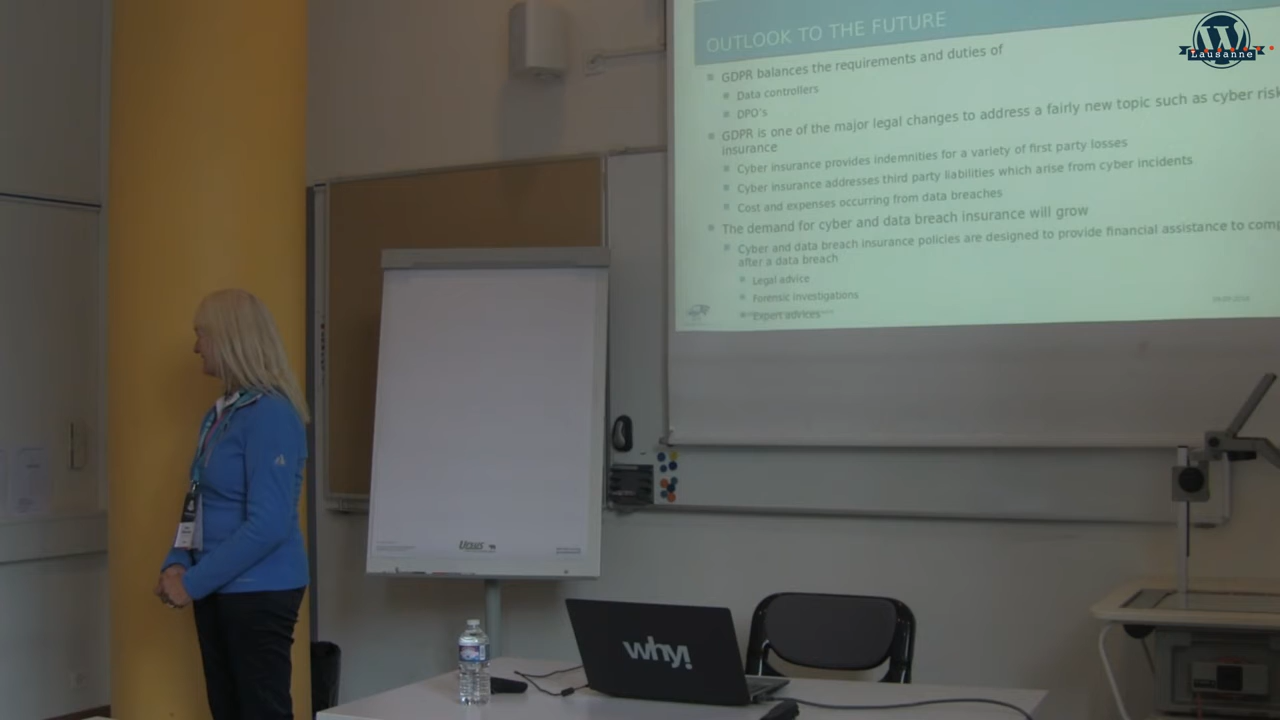 OUTLOOK TO THE FUTURE
GDPR balances the requirements and duties of
Data controllers
DPO's
GDPR is one of the major legal changes to address a fairly new topic such as cyber risk
insurance
Cyber insurance provides indemnities for a variety of first party losses
Cyber insurance addresses third party liabilities which arise from cyber incidents
Cost and expenses occurring from data breaches
The demand for cyber and data breach insurance will grow
Cyber and data breach insurance policies are designed to provide financial assistance to comp
after a data breach
Legal advice
Forensic investigations
Expert advices
W
Lausanne
why!